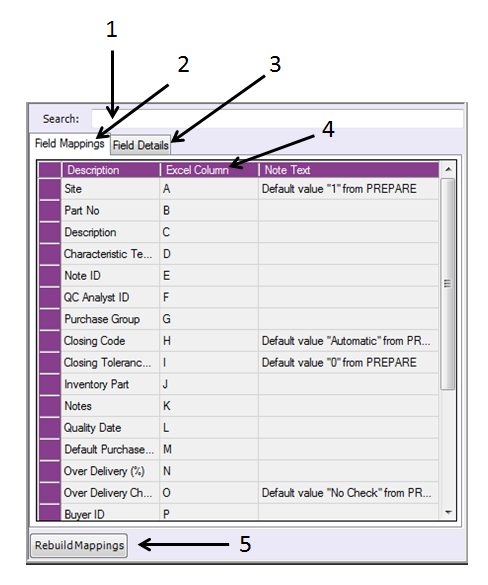 1
2
3
Search:
4
Field Mappings Field Details
Description Excel Column Note Text
Site A Default value "1" from PREPARE
Part No B
Description C
Characteristic Te... D
Note ID E
QC Analyst ID F
Purchase Group G
Closing Code H Default value "Automatic" from PR...
Closing Toleranc... I Default value "0" from PREPARE
Inventory Part J
Notes K
Quality Date L
Default Purchase... M
Over Delivery (%) N
Over Delivery Ch... O Default value "No Check" from PR...
Buyer ID P
Rebuild Mappings 5